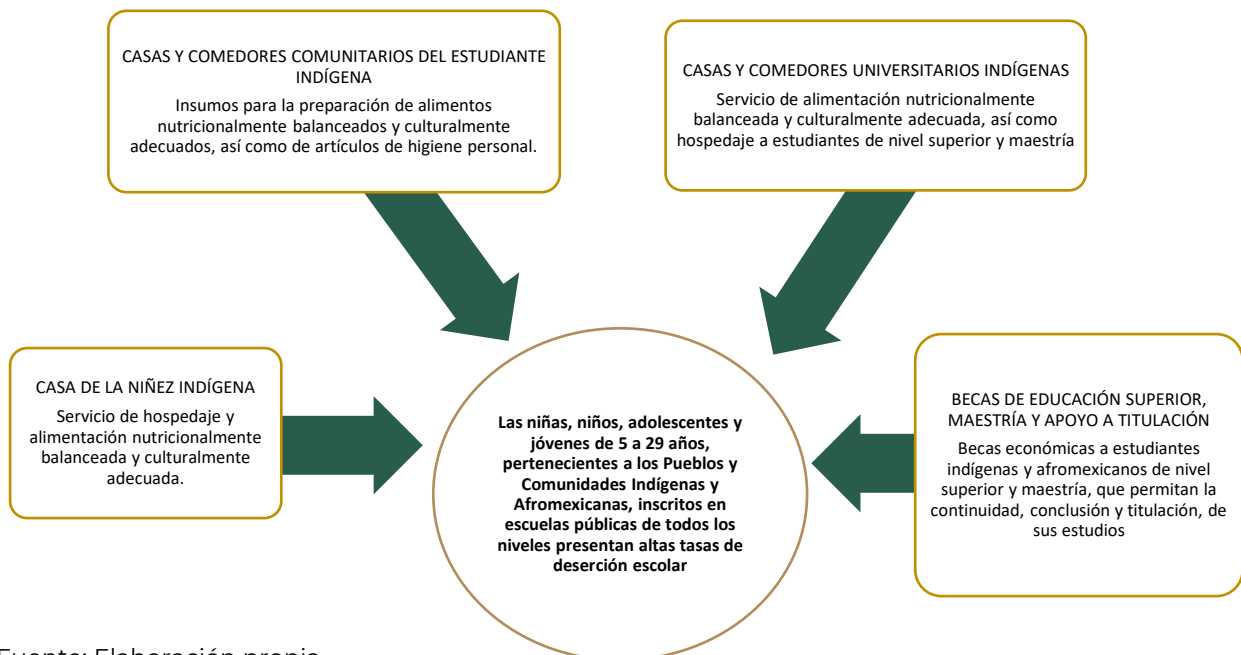 CASAS Y COMEDORES COMUNITARIOS DEL ESTUDIANTE
INDÍGENA
Insumos para la preparación de alimentos
nutricionalmente balanceados y culturalmente
adecuados, así como de artículos de higiene personal.
CASAS Y COMEDORES UNIVERSITARIOS INDÍGENAS
Servicio de alimentación nutricionalmente
balanceada y culturalmente adecuada, así como
hospedaje a estudiantes de nivel superior y maestría
CASA DE LA NIÑEZ INDÍGENA
Servicio de hospedaje y
alimentación nutricionalmente
balanceada y culturalmente
adecuada.
Las niñas, niños, adolescentes y
jóvenes de 5 a 29 años,
pertenecientes a los Pueblos y
Comunidades Indígenas y
Afromexicanas, inscritos en
escuelas públicas de todos los
niveles presentan altas tasas de
deserción escolar
BECAS DE EDUCACIÓN SUPERIOR,
MAESTRÍA Y APOYO A TITULACIÓN
Becas económicas a estudiantes
indígenas y afromexicanos de nivel
superior y maestría, que permitan la
continuidad, conclusión y titulación, de
sus estudios
Fuente: Elaboración propia